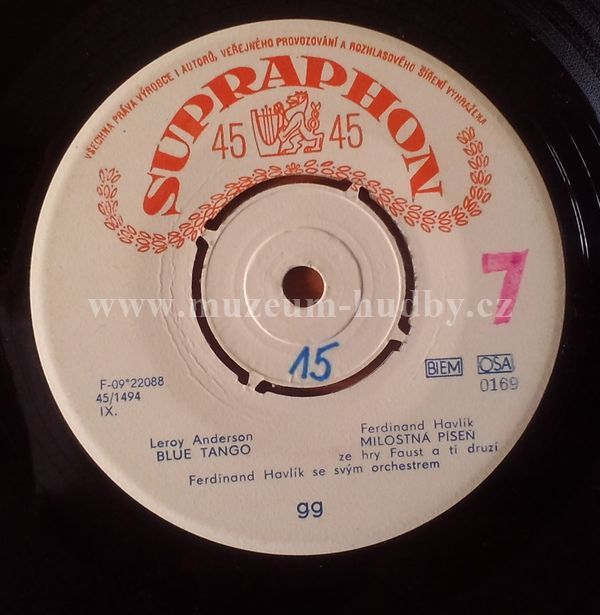 VŠECHNA PRÁVA VÝROBCE I AUTORŮ, VEŘEJNÉHO PROVOZOVÁNÍ A ROZHLASOVÉHO ŠÍŘENÍ VYHRAŽENA
SUPRAPHON
45 45
7
www.muzeum-hudby.cz
15
BIEM OSA
0169
F-09*22088
45/1494
IX.
Leroy Anderson
BLUE TANGO
Ferdinand Havlík
MILOSTNÁ PÍSEŇ
ze hry Faust a ti druzí
Ferdinand Havlík se svým orchestrem
gg